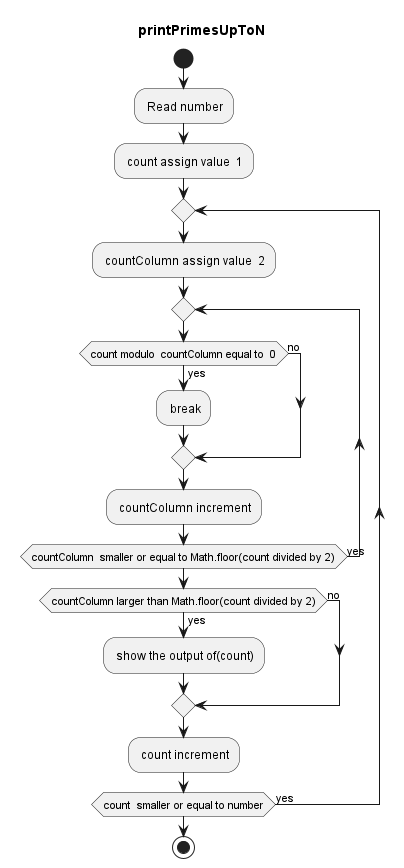 printPrimesUpToN
Read number
count assign value  1
countColumn assign value  2
count modulo  countColumn equal to  0
no
yes
break
countColumn increment
countColumn  smaller or equal to Math.floor(count divided by 2)
yes
countColumn larger than Math.floor(count divided by 2)
no
yes
show the output of(count)
count increment
count  smaller or equal to number
yes